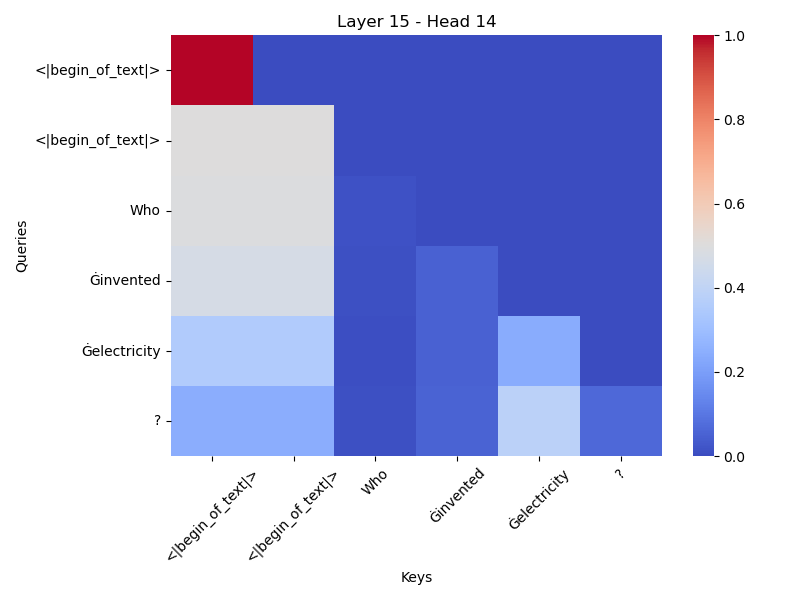 Layer 15 - Head 14
<|begin_of_text|>
<|begin_of_text|>
Who
Ġinvented
Ġelectricity
?
Queries
<|begin_of_text|>
<|begin_of_text|>
Who
Ġinvented
Ġelectricity
?
Keys
1.0
0.8
0.6
0.4
0.2
0.0